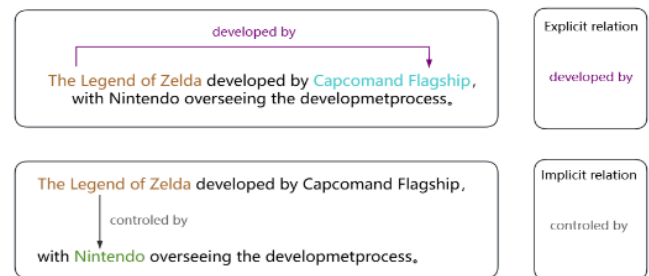 developed by
The Legend of Zelda developed by Capcomand Flagship,
with Nintendo overseeing the developmetprocess。
Explicit relation
developed by
The Legend of Zelda developed by Capcomand Flagship,
controled by
with Nintendo overseeing the developmetprocess。
Implicit relation
controled by